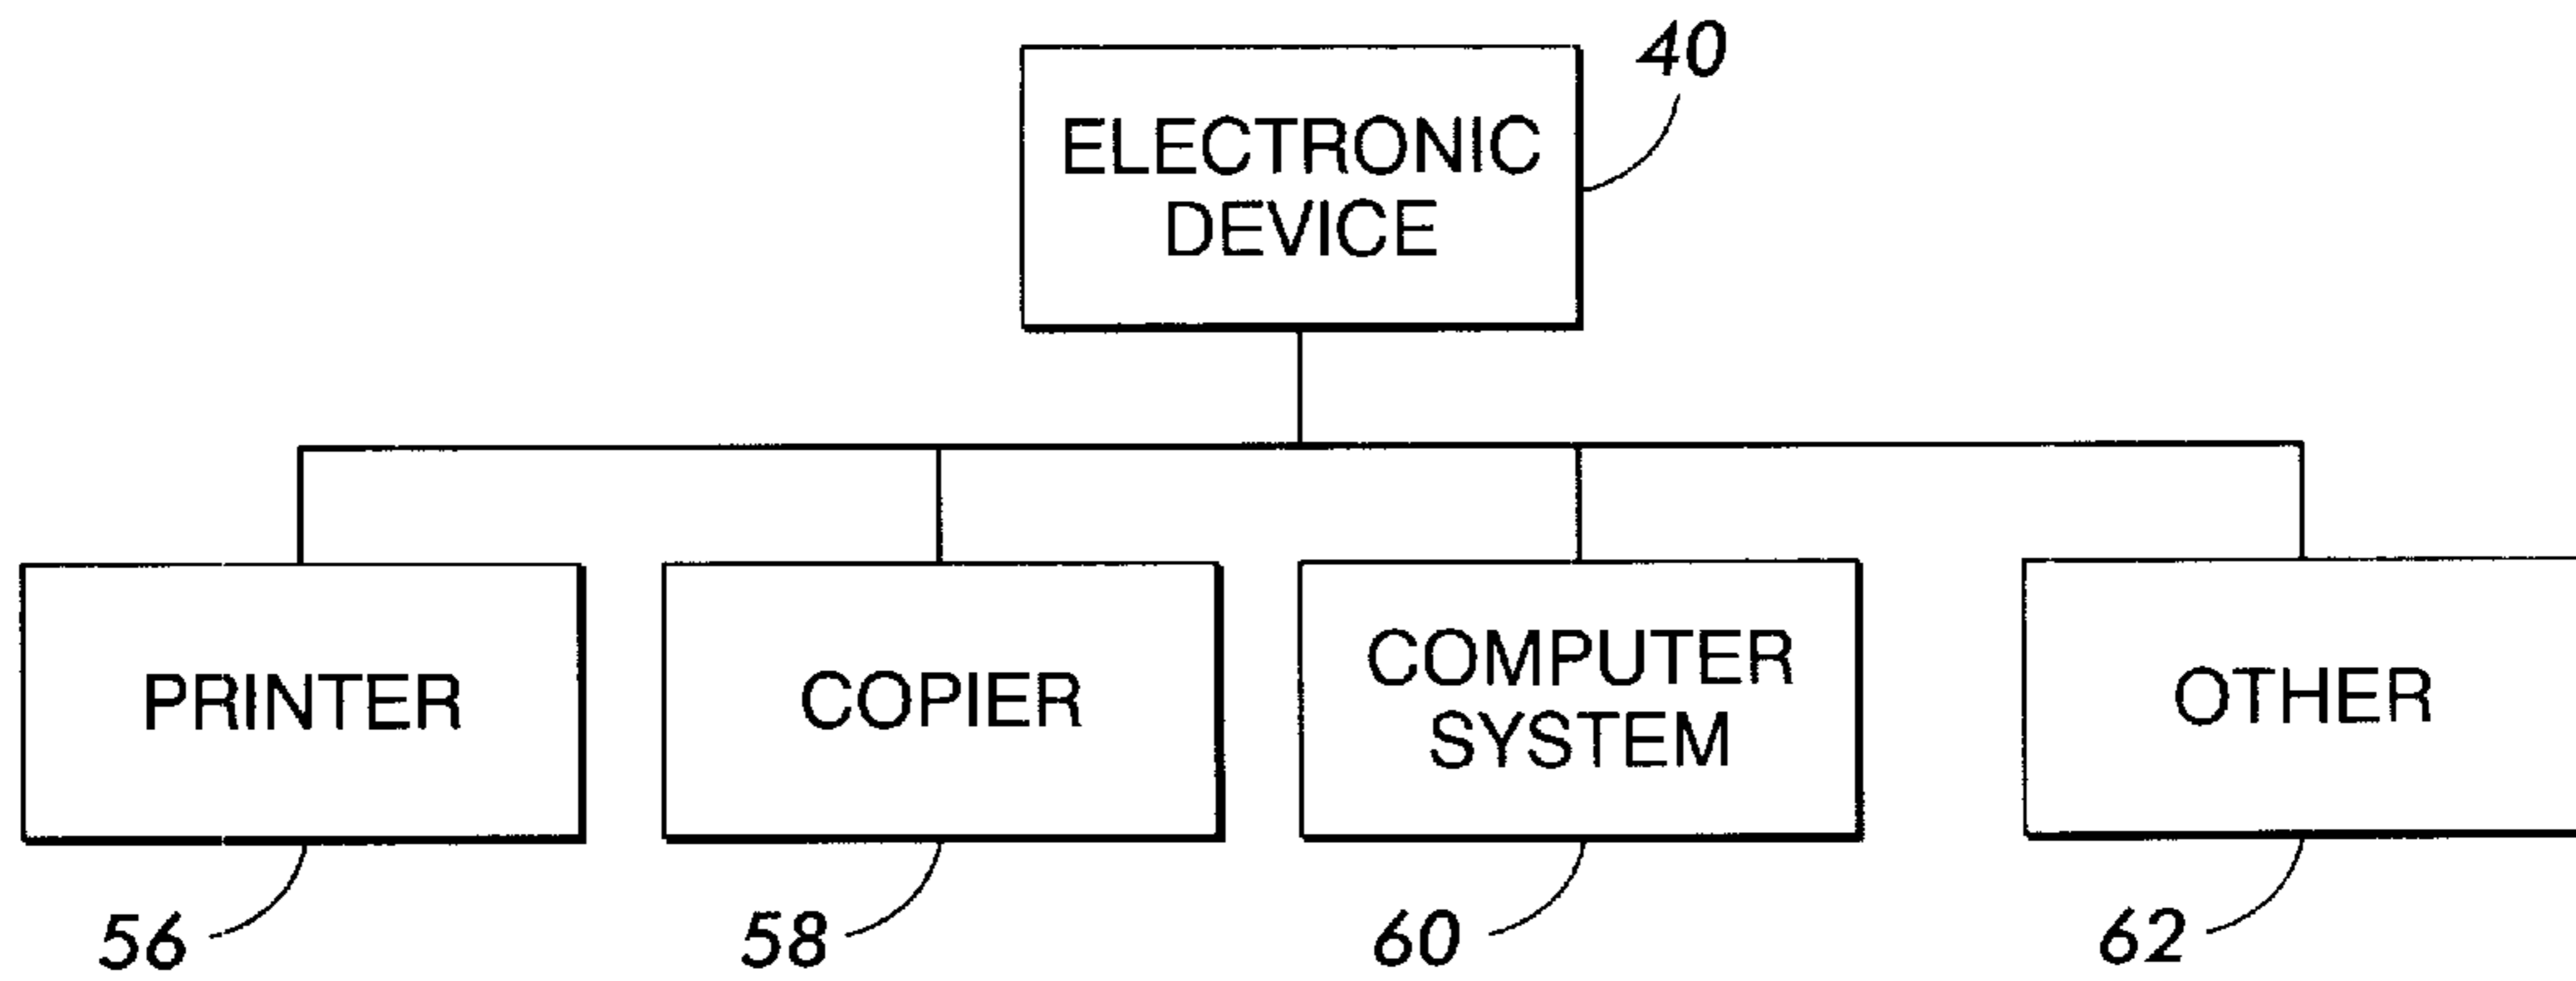 40
ELECTRONIC
DEVICE
PRINTER
COPIER
COMPUTER
SYSTEM
OTHER
56
58
60
62